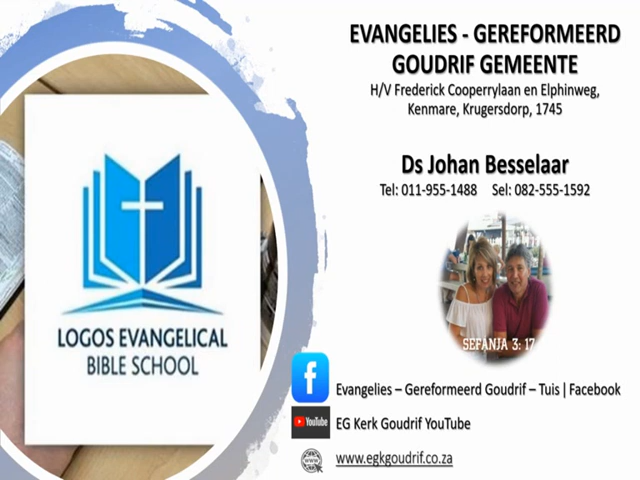 EVANGELIES - GEREFORMEERD
GOUDRIF GEMEENTE
H/V Frederick Cooperrylaan en Elphinweg,
Kenmare, Krugersdorp, 1745
Ds Johan Besselaar
Tel: 011-955-1488 Sel: 082-555-1592
SEFANJA 3: 17
LOGOS EVANGELICAL
BIBLE SCHOOL
Evangelies – Gereformeerd Goudrif – Tuis | Facebook
YouTube
EG Kerk Goudrif YouTube
www.egkgoudrif.co.za